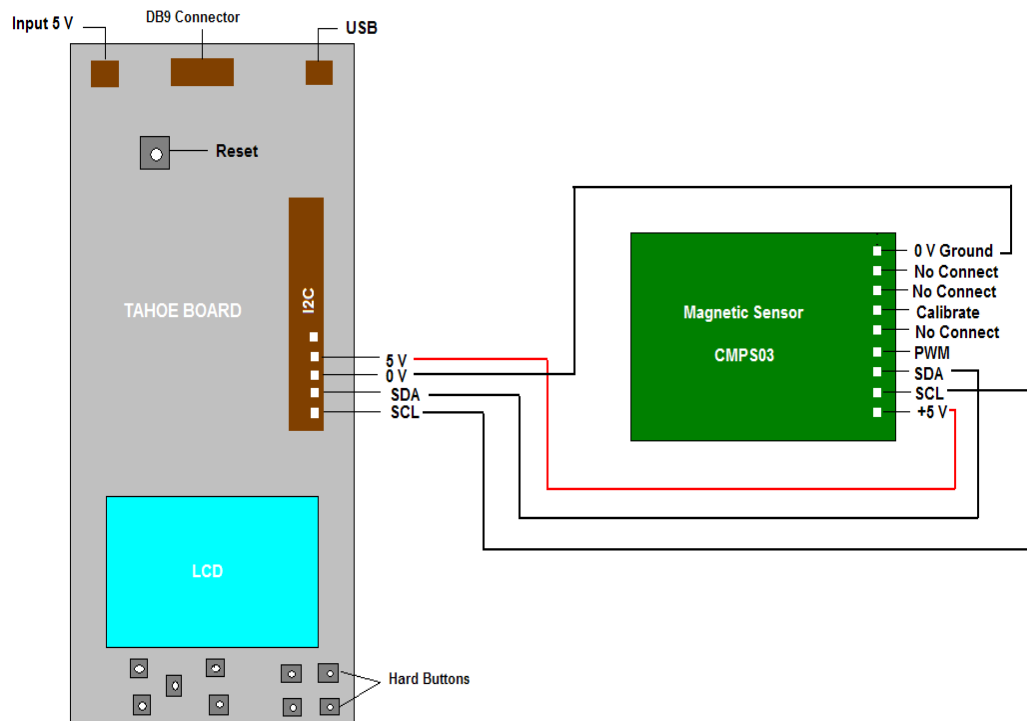 DB9 Connector
Input 5 V
USB
Reset
TAHOE BOARD
I2C
5 V
0 V
SDA
SCL
LCD
Hard Buttons
Magnetic Sensor
CMPS03
0 V Ground
No Connect
No Connect
Calibrate
No Connect
PWM
SDA
SCL
+5 V